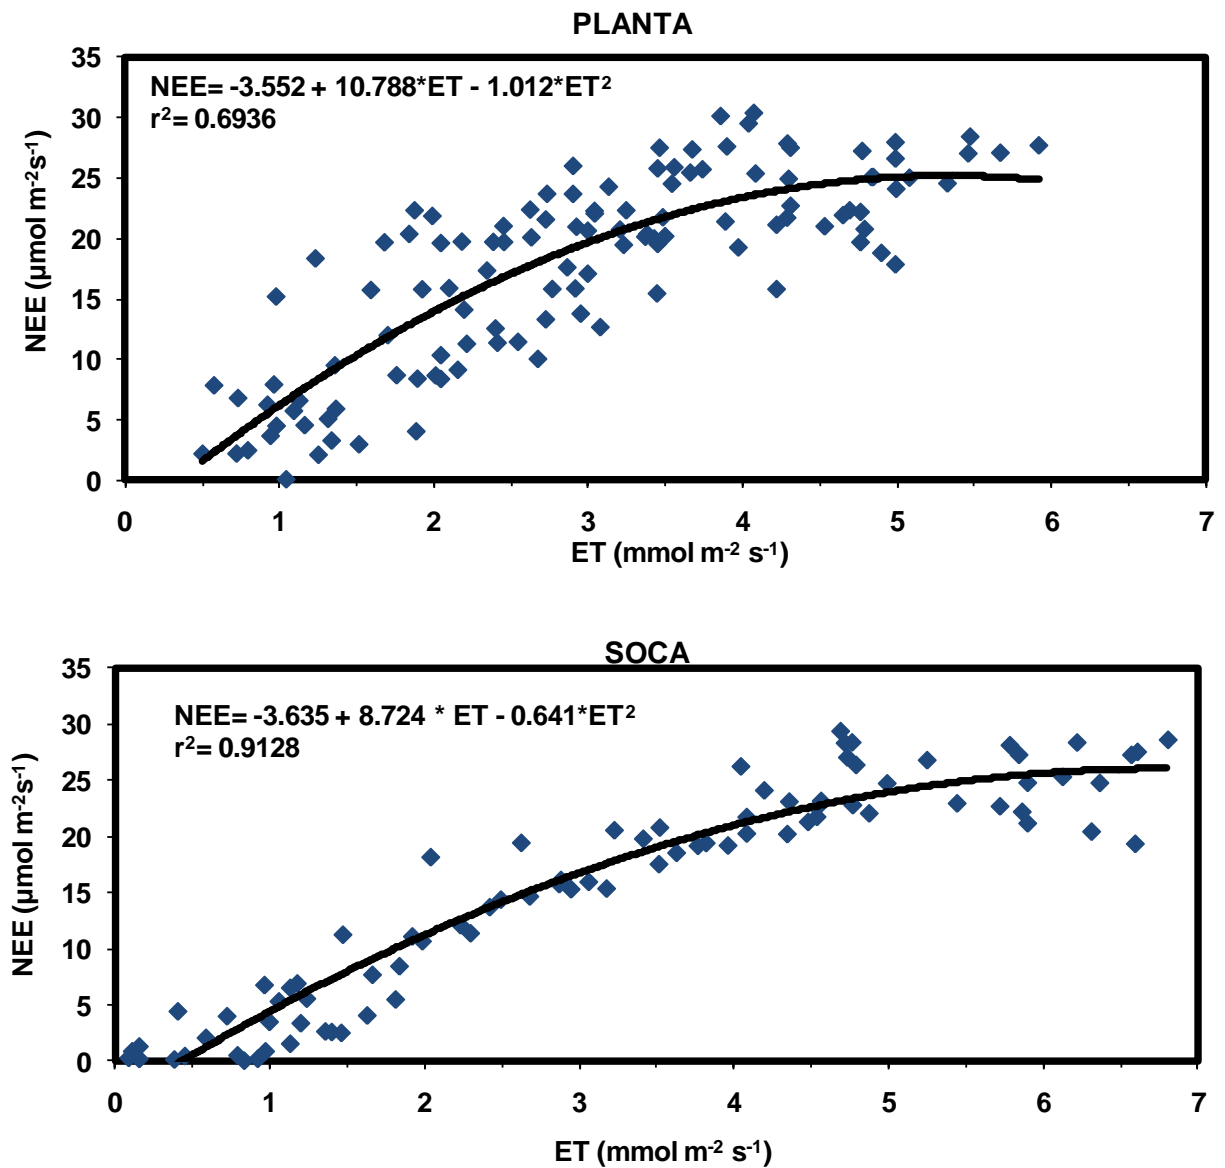 PLANTA
NEE= -3.552 + 10.788*ET - 1.012*ET²
r²= 0.6936
NEE (µmol m⁻²s⁻¹)
35
30
25
20
15
10
5
0
0 1 2 3 4 5 6 7
ET (mmol m⁻² s⁻¹)
SOCA
NEE= -3.635 + 8.724 * ET - 0.641*ET²
r²= 0.9128
NEE (µmol m⁻²s⁻¹)
35
30
25
20
15
10
5
0
0 1 2 3 4 5 6 7
ET (mmol m⁻² s⁻¹)